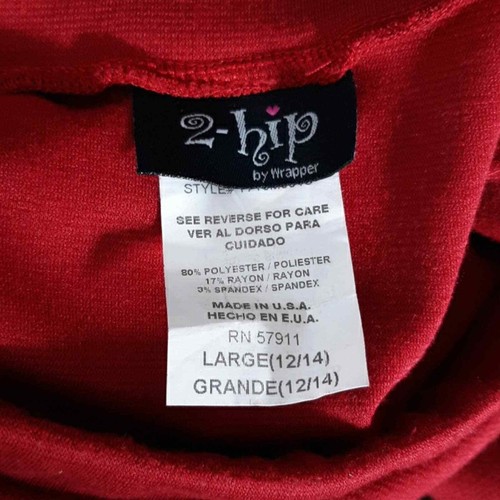 2-hip
by Wrapper
STYLE#
SEE REVERSE FOR CARE
VER AL DORSO PARA
CUIDADO
80% POLYESTER / POLIESTER
17% RAYON / RAYON
3% SPANDEX / SPANDEX
MADE IN U.S.A.
HECHO EN E.U.A.
RN 57911
LARGE(12/14)
GRANDE(12/14)